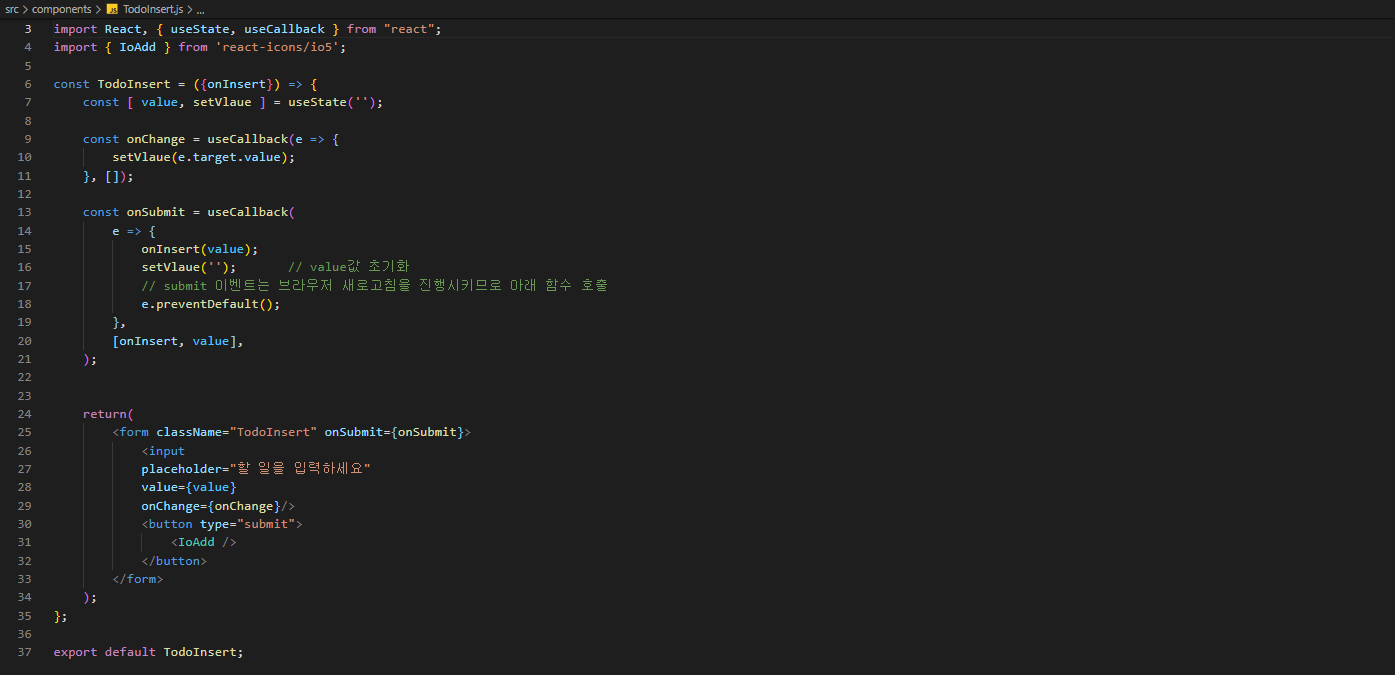 src > components > JS TodoInsert.js > ...
3 import React, { useState, useCallback } from "react";
4 import { IoAdd } from 'react-icons/io5';
5
6 const TodoInsert = ({onInsert}) => {
7     const [ value, setVlaue ] = useState('');
8
9     const onChange = useCallback(e => {
10         setVlaue(e.target.value);
11     }, []);
12
13     const onSubmit = useCallback(
14         e => {
15             onInsert(value);
16             setVlaue('');       // value값 초기화
17             // submit 이벤트는 브라우저 새로고침을 진행시키므로 아래 함수 호출
18             e.preventDefault();
19         },
20         [onInsert, value],
21     );
22
23
24     return(
25         <form className="TodoInsert" onSubmit={onSubmit}>
26             <input
27             placeholder="할 일을 입력하세요"
28             value={value}
29             onChange={onChange}/>
30             <button type="submit">
31                 <IoAdd />
32             </button>
33         </form>
34     );
35 };
36
37 export default TodoInsert;